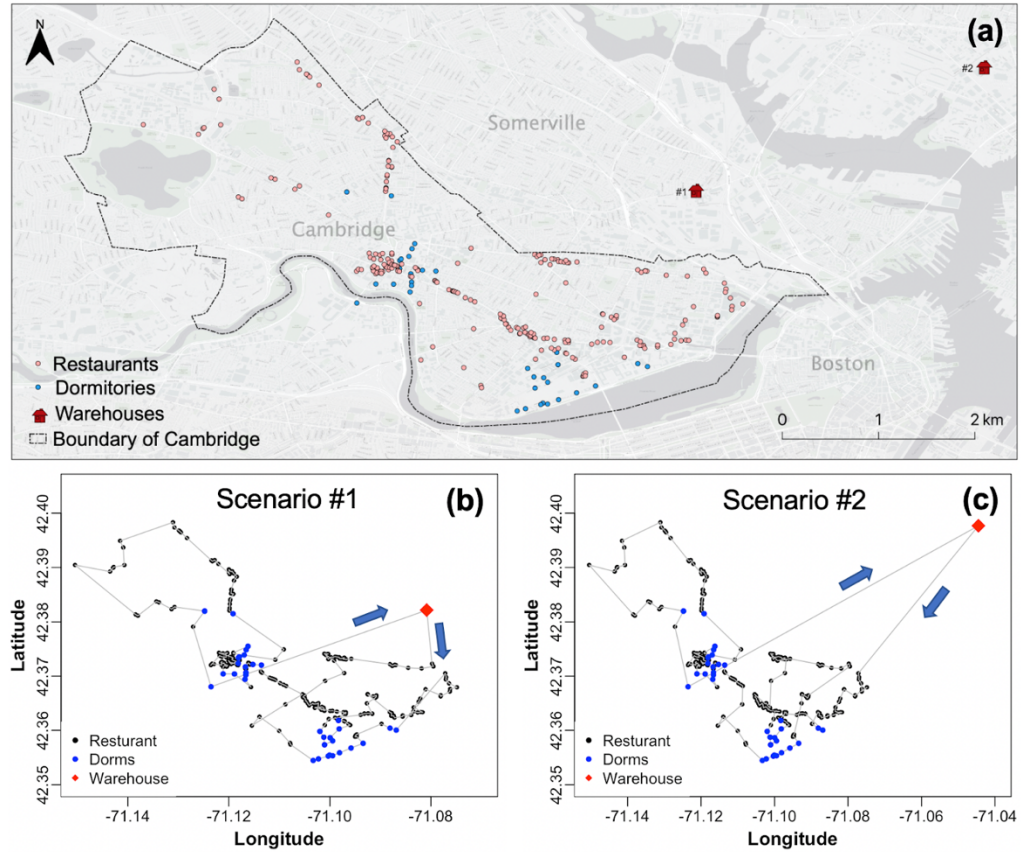 N
(a)
#2
Somerville
#1
Cambridge
Restaurants
Dormitories
Warehouses
Boundary of Cambridge
Boston
0 1 2 km
Scenario #1
(b)
42.40
42.39
42.38
42.37
42.36
42.35
Latitude
Resturant
Dorms
Warehouse
-71.14 -71.12 -71.10 -71.08
Longitude
Scenario #2
(c)
42.40
42.39
42.38
42.37
42.36
42.35
Latitude
Resturant
Dorms
Warehouse
-71.14 -71.12 -71.10 -71.08 -71.06 -71.04
Longitude